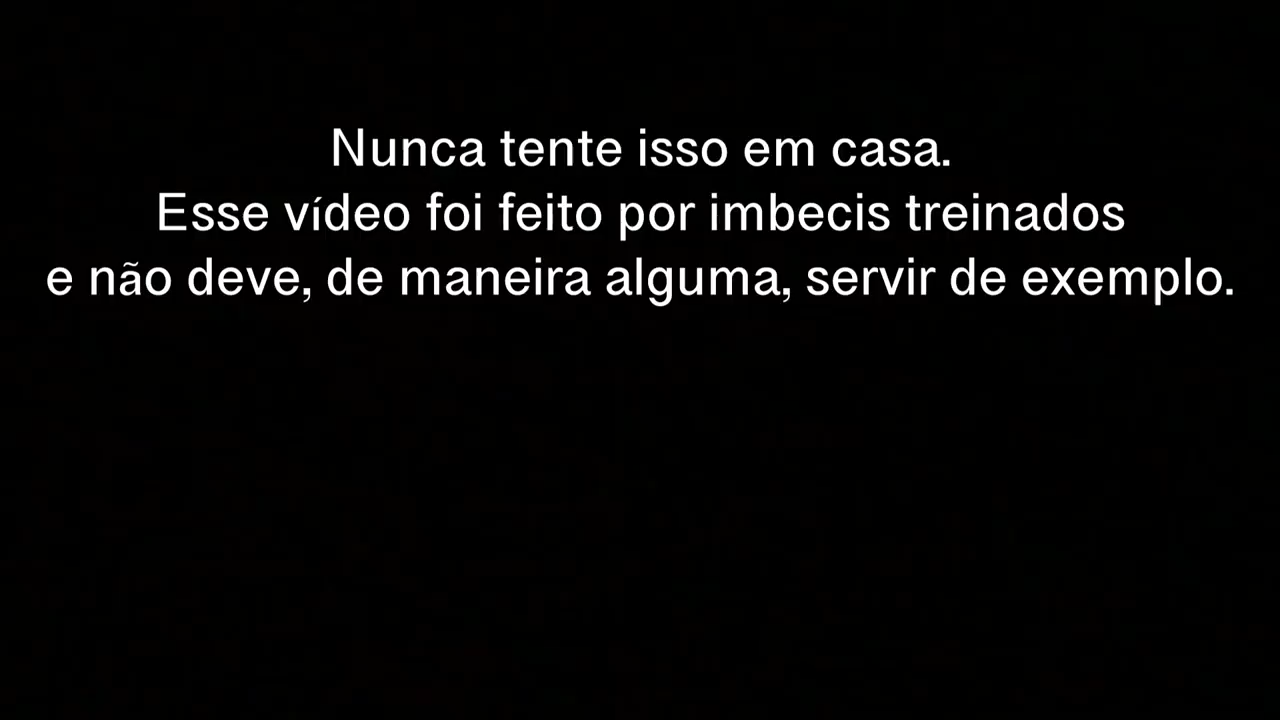 Nunca tente isso em casa.
Esse vídeo foi feito por imbecis treinados
e não deve, de maneira alguma, servir de exemplo.